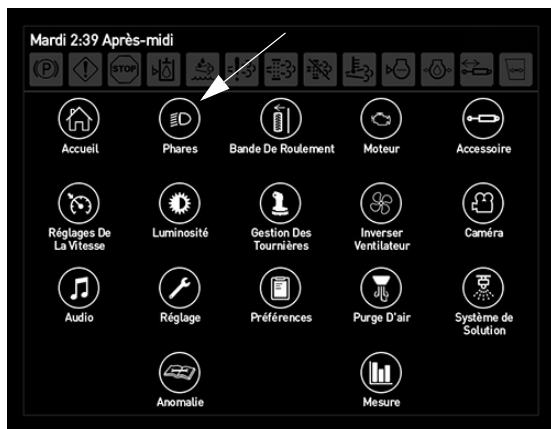 Mardi 2:39 Après-midi
(P) STOP
Accueil Phares Bande De Roulement Moteur Accessoire
Réglages De Luminosité Gestion Des Inverser Caméra
La Vitesse Tournières Ventilateur
Audio Réglage Préférences Purge D'air Système de
Solution
Anomalie Mesure